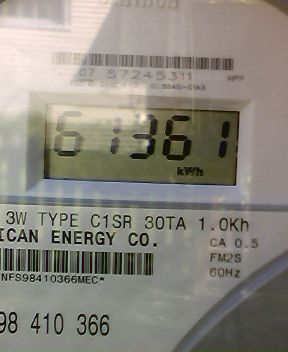 07 57245311
61361
kWh
3W TYPE C1SR 30TA 1.0Kh
ICAN ENERGY CO.
CA 0.5
FM2S
60Hz
NFS98410366MEC*
98 410 366